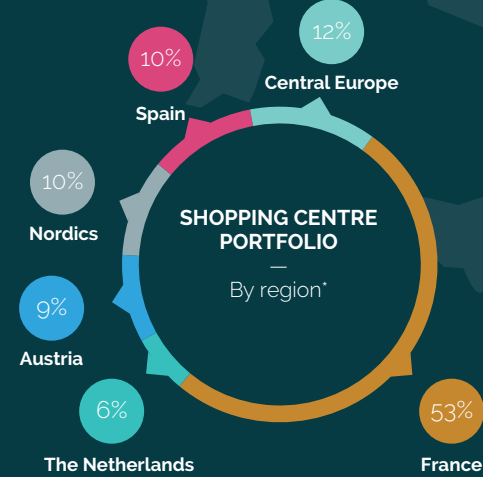 12%
Central Europe
10%
Spain
10%
Nordics
SHOPPING CENTRE
PORTFOLIO
—
By region*
9%
Austria
6%
The Netherlands
53%
France